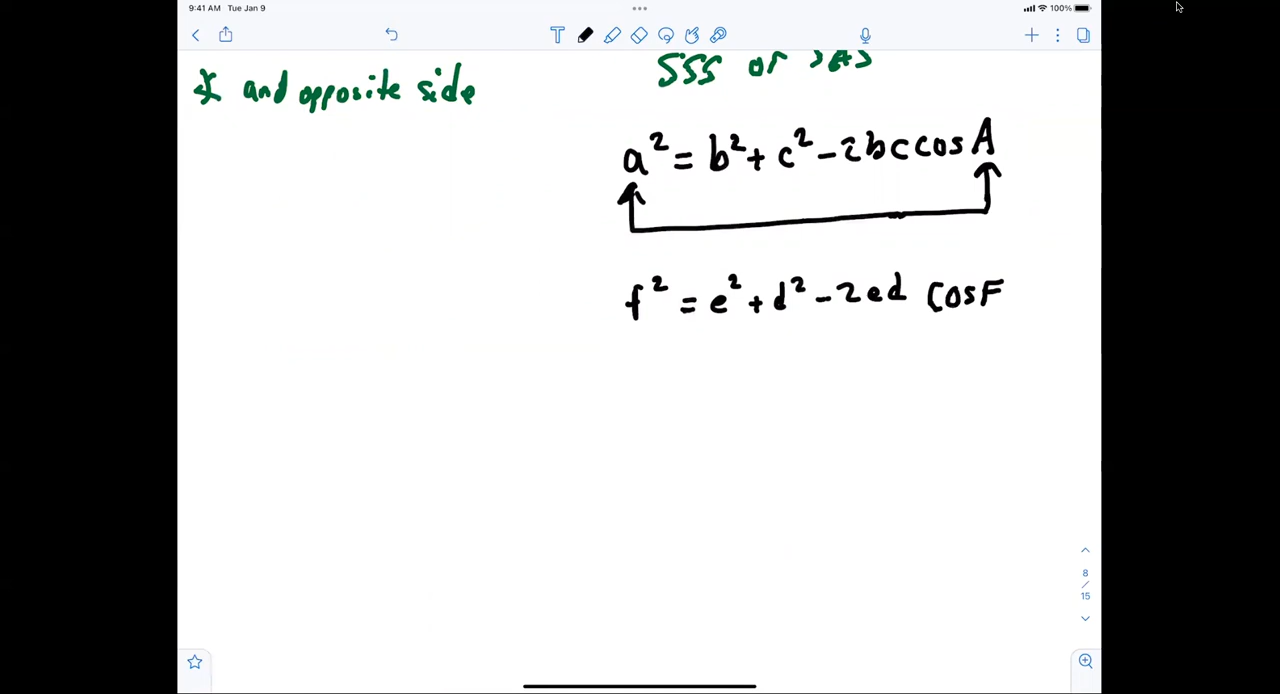 9:41 AM Tue Jan 9
100%
SSS or SAS
∡ and opposite side
a² = b² + c² - 2bc cos A
f² = e² + d² - 2ed cos F
8
/
15